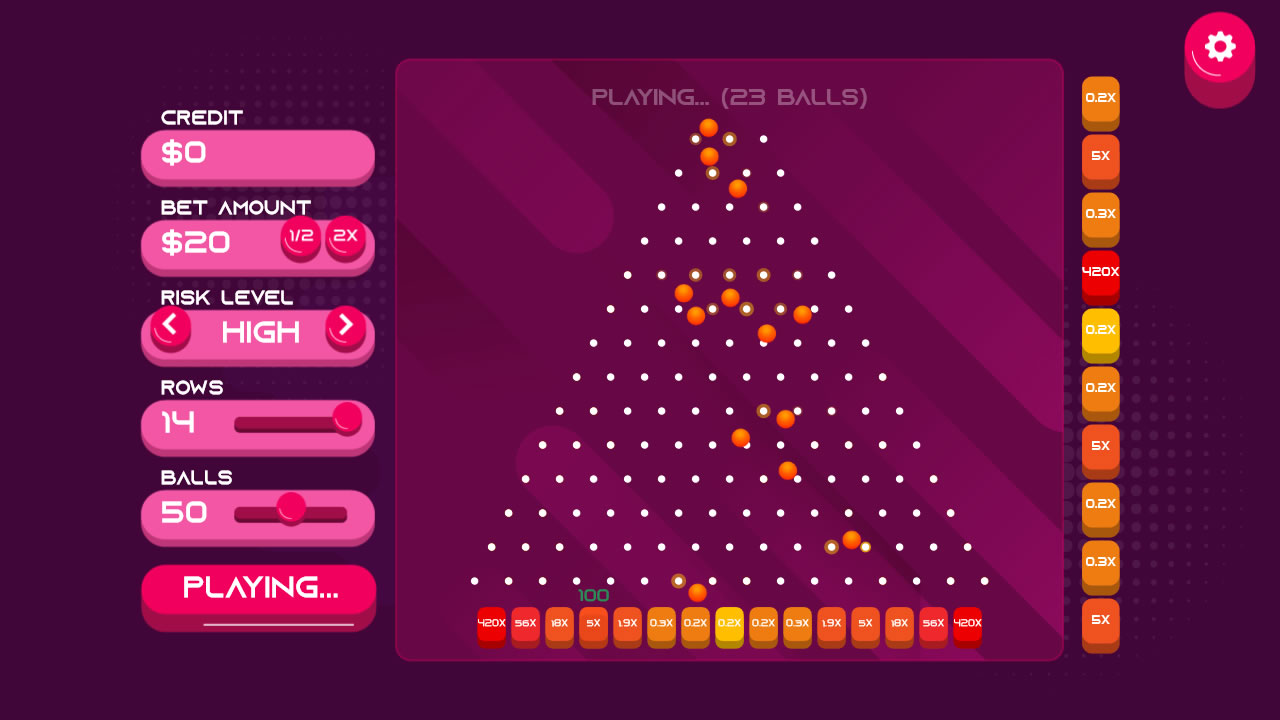 CREDIT
$0
BET AMOUNT
$20
1/2
2X
RISK LEVEL
HIGH
ROWS
14
BALLS
50
PLAYING...
PLAYING... (23 BALLS)
100
420X 56X 18X 5X 1.9X 0.3X 0.2X 0.2X 0.2X 0.3X 1.9X 5X 18X 56X 420X
0.2X
5X
0.3X
420X
0.2X
0.2X
5X
0.2X
0.3X
5X